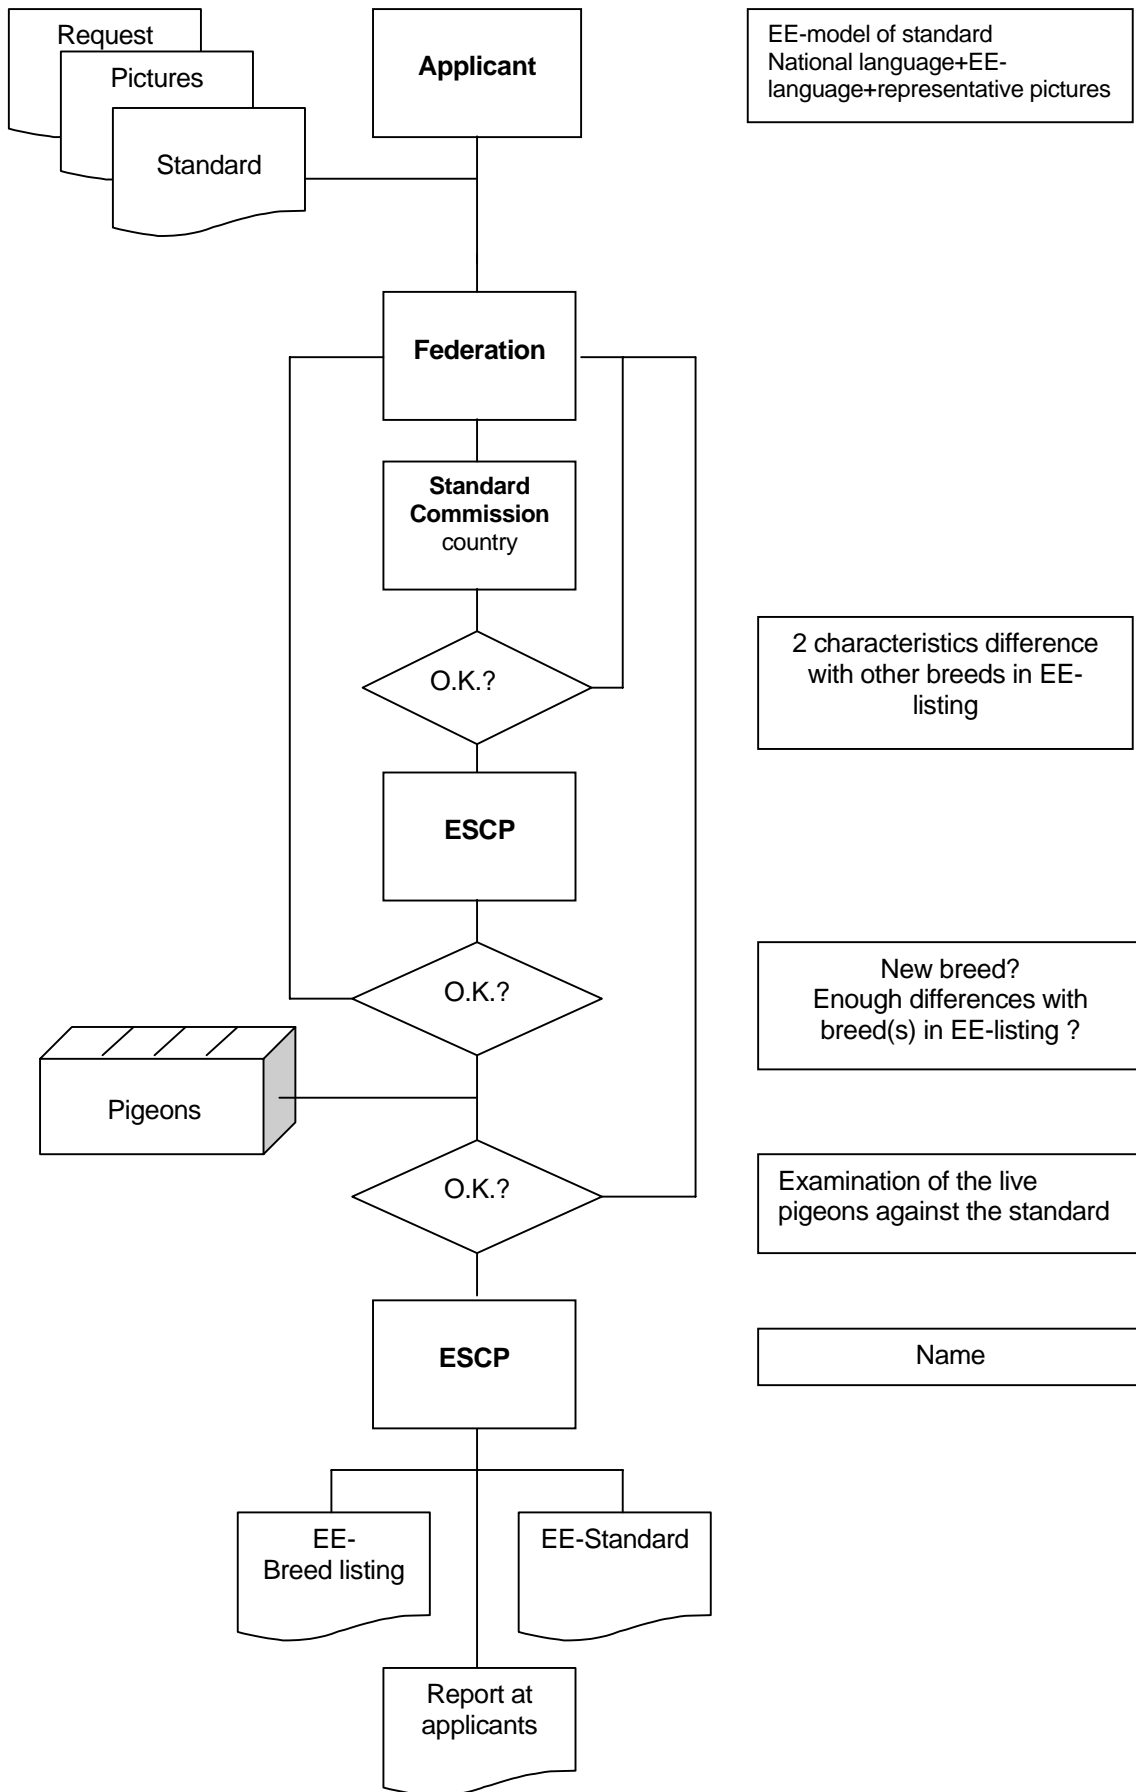 Request
Pictures
Standard
Applicant
EE-model of standard
National language+EE-
language+representative pictures
Federation
Standard
Commission
country
O.K.?
2 characteristics difference
with other breeds in EE-
listing
ESCP
O.K.?
New breed?
Enough differences with
breed(s) in EE-listing ?
Pigeons
O.K.?
Examination of the live
pigeons against the standard
ESCP
Name
EE-
Breed listing
EE-Standard
Report at
applicants